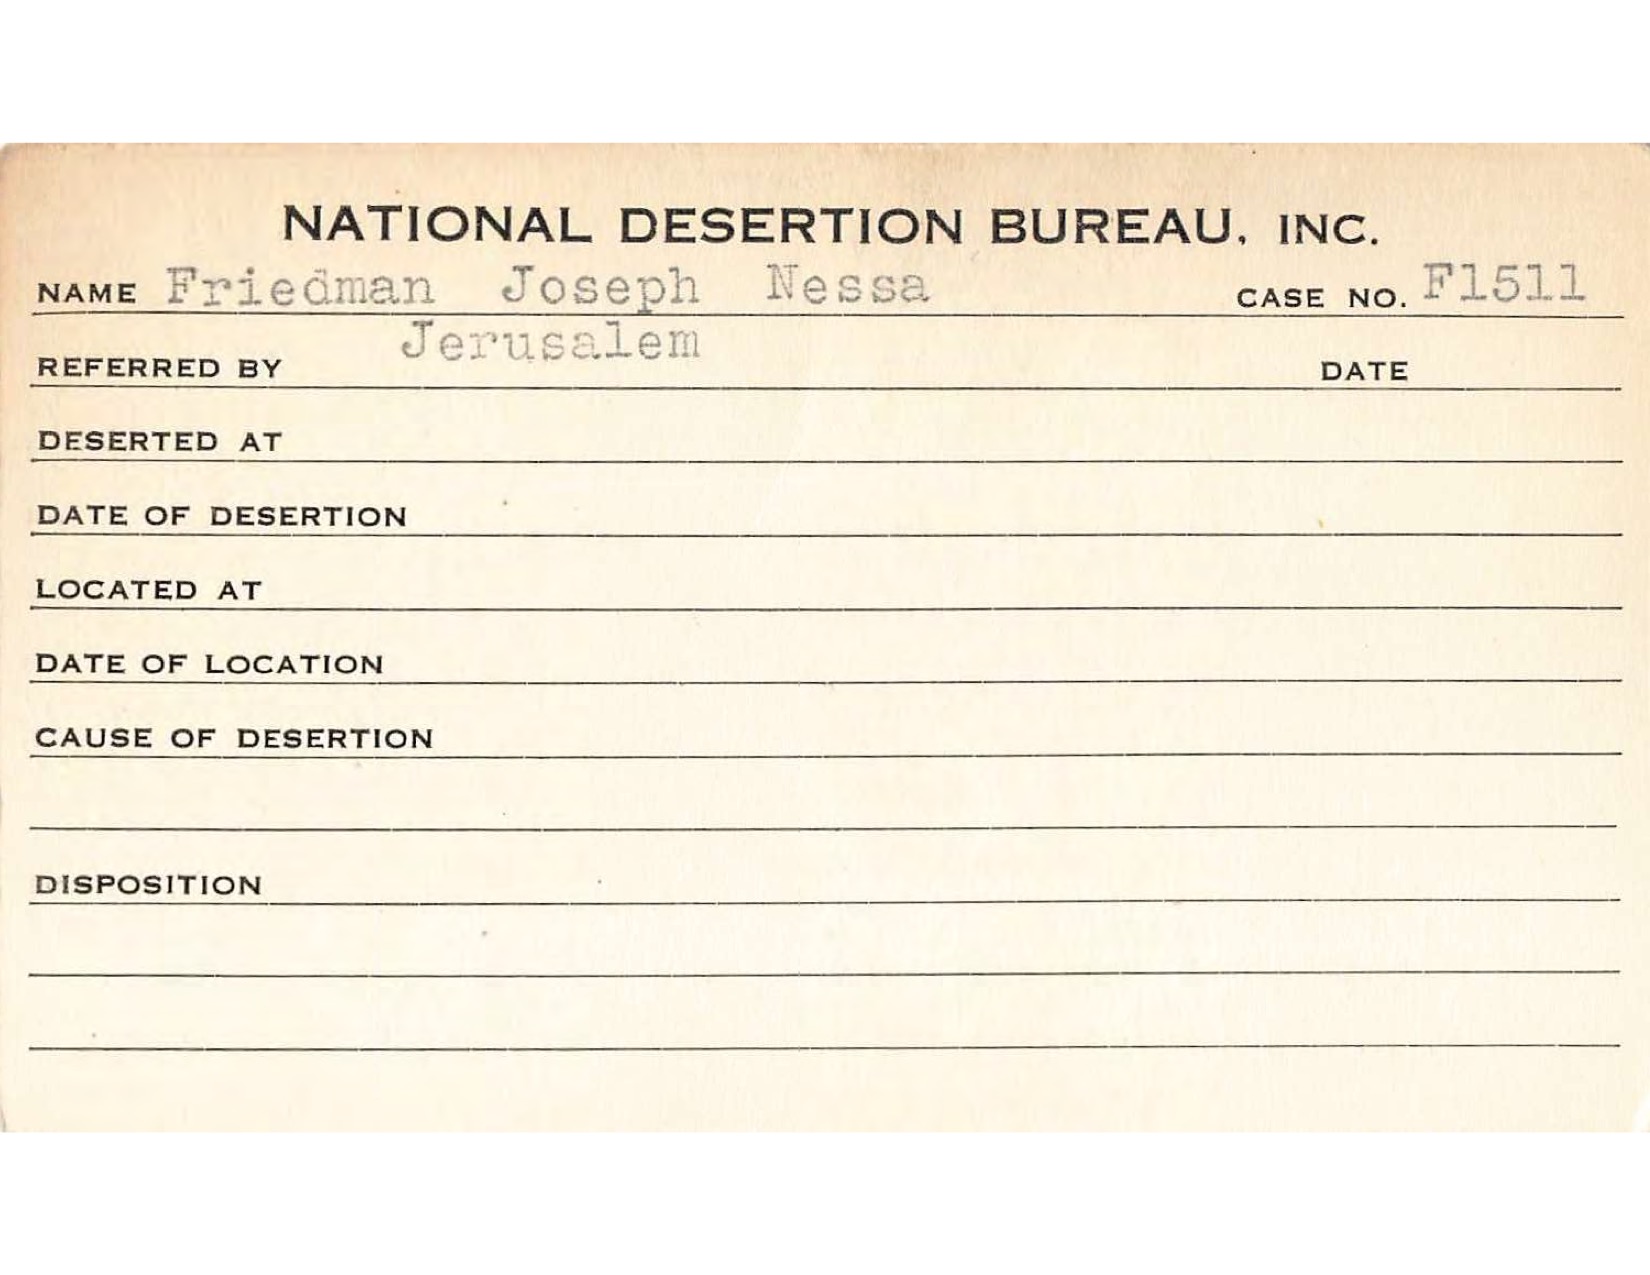 NATIONAL DESERTION BUREAU, INC.
NAME Friedman Joseph Nessa CASE NO. F1511
Jerusalem
REFERRED BY DATE
DESERTED AT
DATE OF DESERTION
LOCATED AT
DATE OF LOCATION
CAUSE OF DESERTION
DISPOSITION